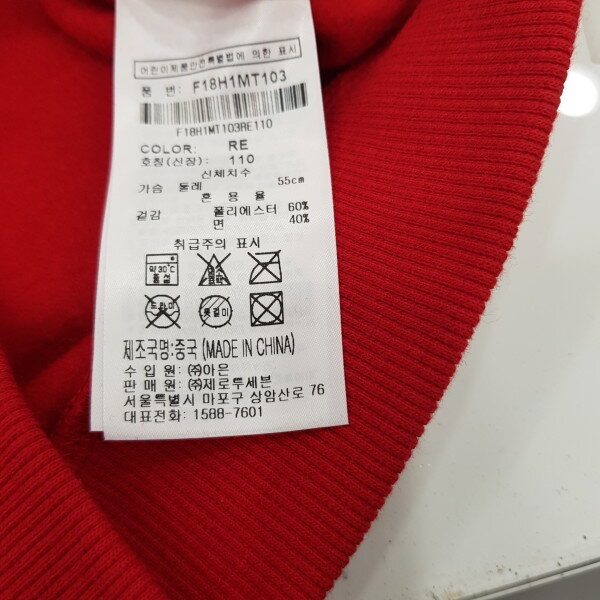 어린이제품안전특별법에 의한 표시
품 번: F18H1MT103
F18H1MT103RE110
COLOR: RE
호칭(신장): 110
신체치수
가슴 둘레 55cm
혼 용 율
겉감 폴리에스터 60%
면 40%
취급주의 표시
약30℃
중성
드라이
옷걸이
제조국명:중국 (MADE IN CHINA)
수 입 원: ㈜아은
판 매 원: ㈜제로투세븐
서울특별시 마포구 상암산로 76
대표전화: 1588-7601